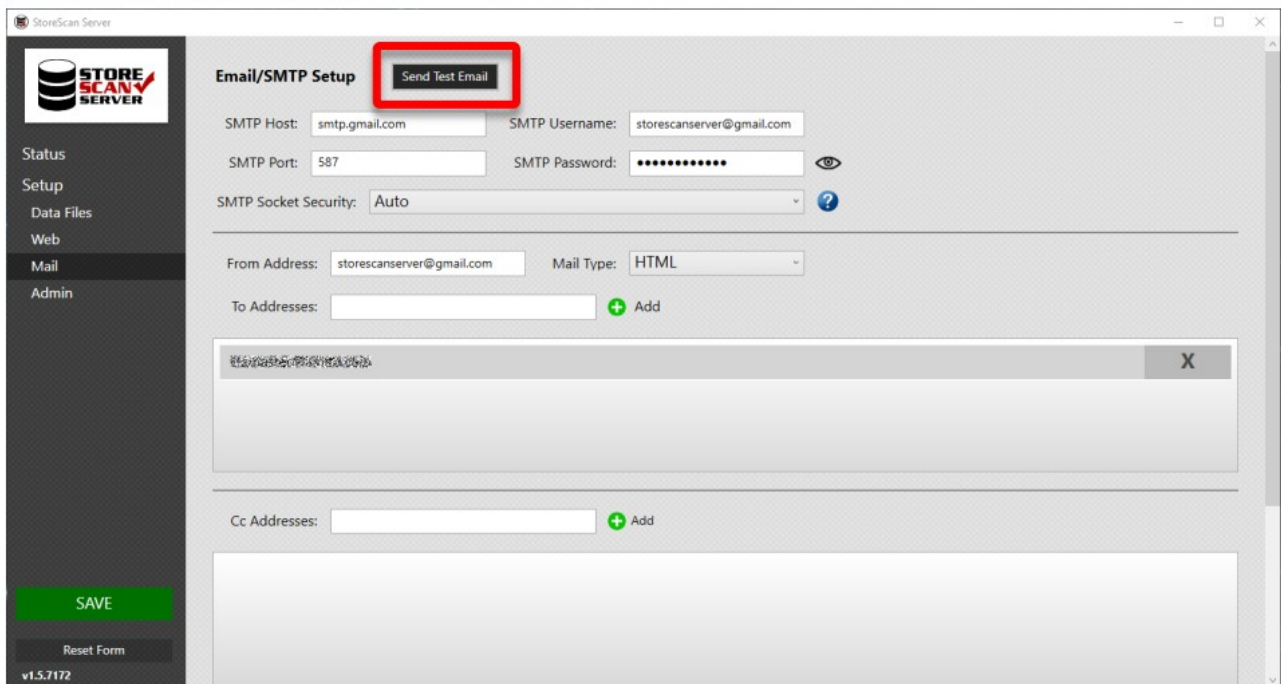 StoreScan Server
STORE
SCAN
SERVER
Status
Setup
Data Files
Web
Mail
Admin
SAVE
Reset Form
v1.5.7172
Email/SMTP Setup Send Test Email
SMTP Host: smtp.gmail.com SMTP Username: storescanserver@gmail.com
SMTP Port: 587 SMTP Password: ••••••••••••
SMTP Socket Security: Auto ?
From Address: storescanserver@gmail.com Mail Type: HTML
To Addresses: Add
X
Cc Addresses: Add